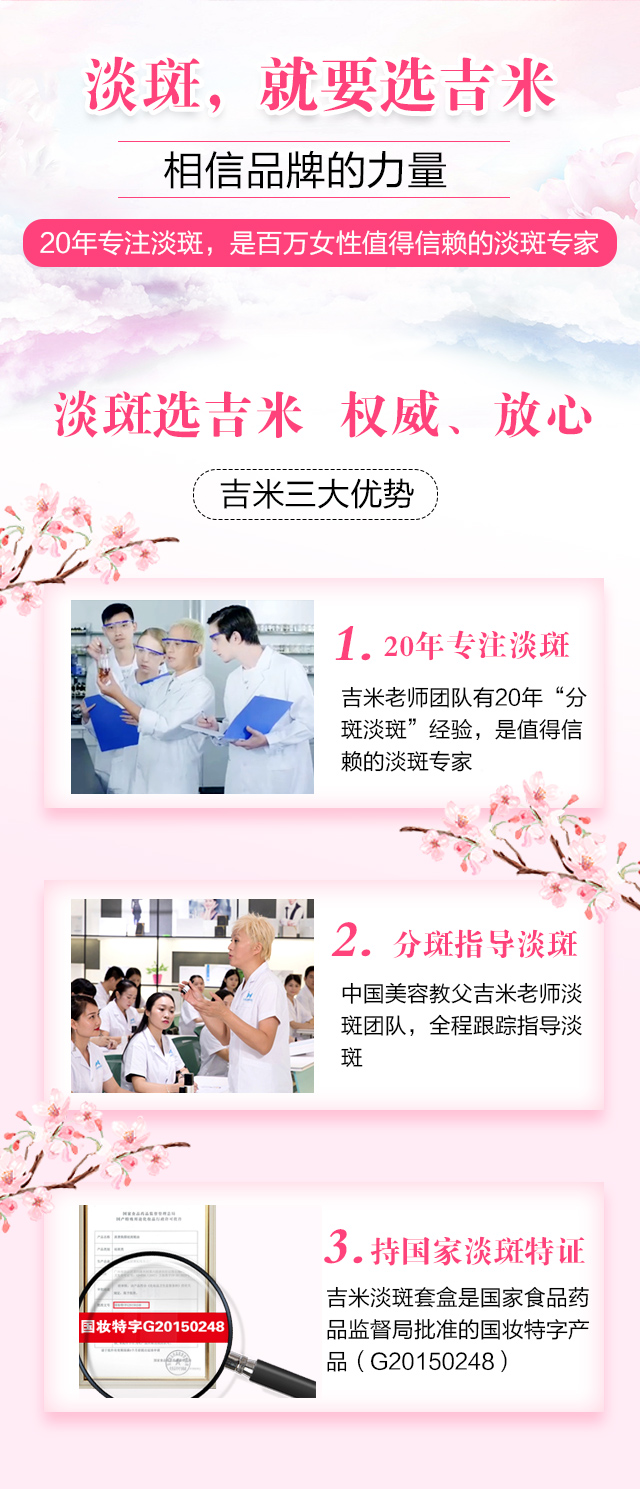 淡斑，就要选吉米
相信品牌的力量
20年专注淡斑，是百万女性值得信赖的淡斑专家
淡斑选吉米 权威、放心
吉米三大优势
1. 20年专注淡斑
吉米老师团队有20年“分
斑淡斑”经验，是值得信
赖的淡斑专家
2. 分斑指导淡斑
中国美容教父吉米老师淡
斑团队，全程跟踪指导淡
斑
3. 持国家淡斑特证
吉米淡斑套盒是国家食品药
品监督局批准的国妆特字产
品（G20150248）
国妆特字G20150248